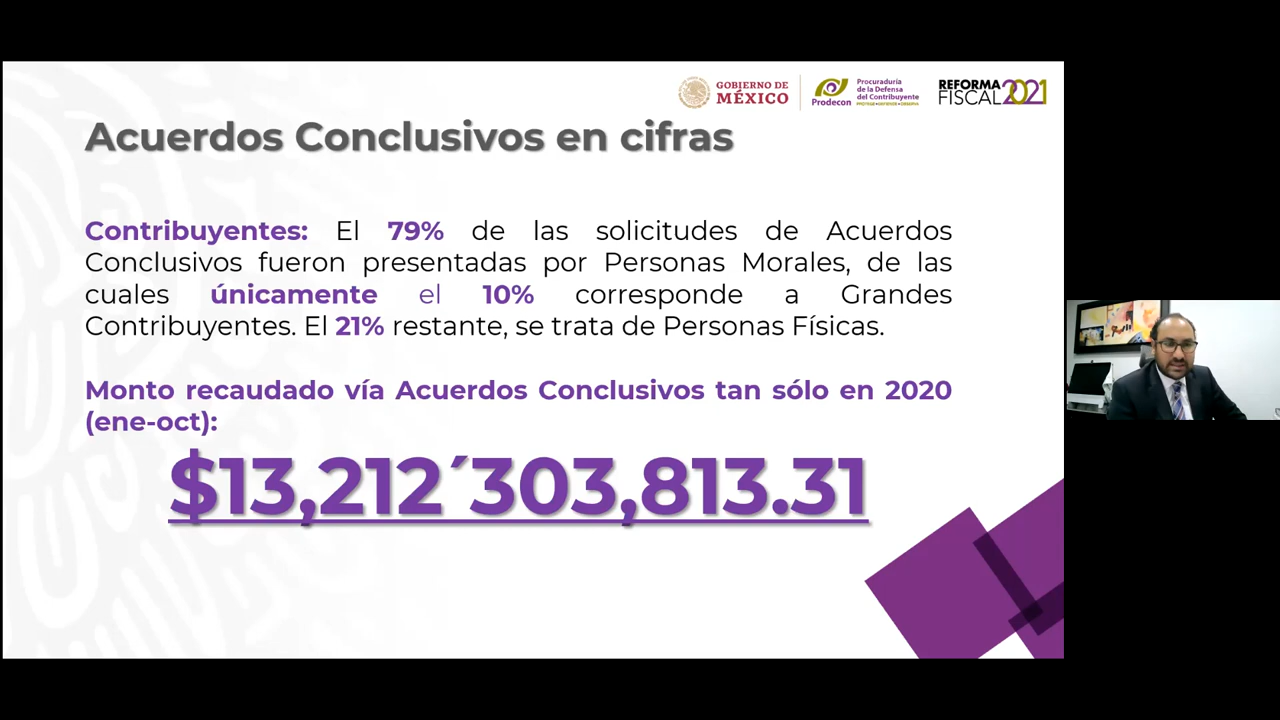 GOBIERNO DE
MÉXICO
Prodecon
Procuraduría
de la Defensa
del Contribuyente
REFORMA
FISCAL 2021
Acuerdos Conclusivos en cifras
Contribuyentes: El 79% de las solicitudes de Acuerdos
Conclusivos fueron presentadas por Personas Morales, de las
cuales únicamente el 10% corresponde a Grandes
Contribuyentes. El 21% restante, se trata de Personas Físicas.
Monto recaudado vía Acuerdos Conclusivos tan sólo en 2020
(ene-oct):
$13,212´303,813.31